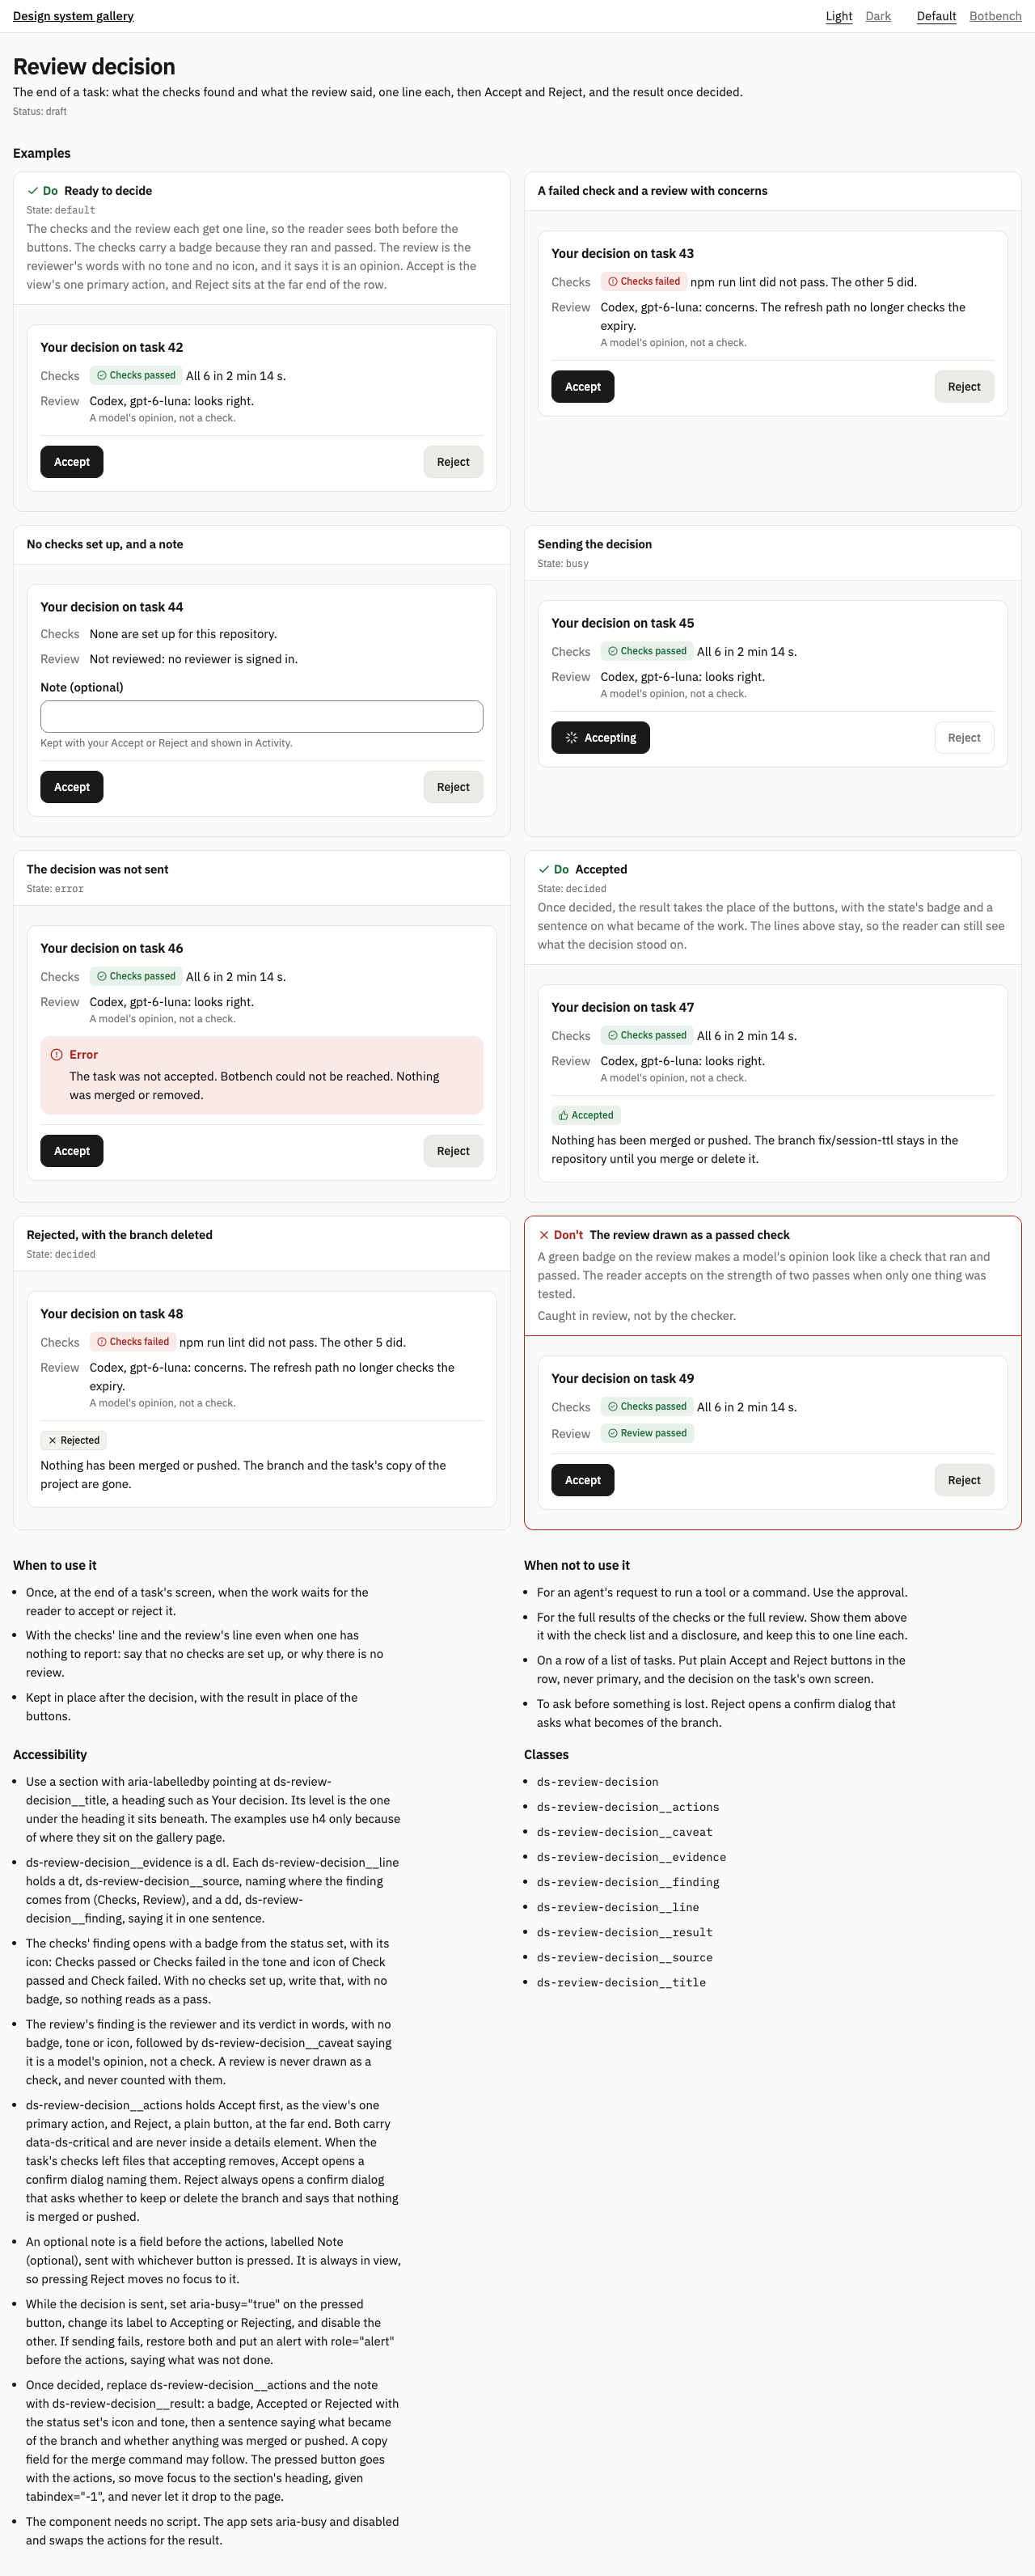 Design system gallery
Light Dark Default Botbench
Review decision
The end of a task: what the checks found and what the review said, one line each, then Accept and Reject, and the result once decided.
Status: draft
Examples
Do Ready to decide
State: default
The checks and the review each get one line, so the reader sees both before the
buttons. The checks carry a badge because they ran and passed. The review is the
reviewer's words with no tone and no icon, and it says it is an opinion. Accept is the
view's one primary action, and Reject sits at the far end of the row.
Your decision on task 42
Checks Checks passed All 6 in 2 min 14 s.
Review Codex, gpt-6-luna: looks right.
A model's opinion, not a check.
Accept Reject
A failed check and a review with concerns
Your decision on task 43
Checks Checks failed npm run lint did not pass. The other 5 did.
Review Codex, gpt-6-luna: concerns. The refresh path no longer checks the
expiry.
A model's opinion, not a check.
Accept Reject
No checks set up, and a note
Your decision on task 44
Checks None are set up for this repository.
Review Not reviewed: no reviewer is signed in.
Note (optional)
Kept with your Accept or Reject and shown in Activity.
Accept Reject
Sending the decision
State: busy
Your decision on task 45
Checks Checks passed All 6 in 2 min 14 s.
Review Codex, gpt-6-luna: looks right.
A model's opinion, not a check.
Accepting Reject
The decision was not sent
State: error
Your decision on task 46
Checks Checks passed All 6 in 2 min 14 s.
Review Codex, gpt-6-luna: looks right.
A model's opinion, not a check.
Error
The task was not accepted. Botbench could not be reached. Nothing
was merged or removed.
Accept Reject
Do Accepted
State: decided
Once decided, the result takes the place of the buttons, with the state's badge and a
sentence on what became of the work. The lines above stay, so the reader can still see
what the decision stood on.
Your decision on task 47
Checks Checks passed All 6 in 2 min 14 s.
Review Codex, gpt-6-luna: looks right.
A model's opinion, not a check.
Accepted
Nothing has been merged or pushed. The branch fix/session-ttl stays in the
repository until you merge or delete it.
Rejected, with the branch deleted
State: decided
Your decision on task 48
Checks Checks failed npm run lint did not pass. The other 5 did.
Review Codex, gpt-6-luna: concerns. The refresh path no longer checks the
expiry.
A model's opinion, not a check.
Rejected
Nothing has been merged or pushed. The branch and the task's copy of the
project are gone.
Don't The review drawn as a passed check
A green badge on the review makes a model's opinion look like a check that ran and
passed. The reader accepts on the strength of two passes when only one thing was
tested.
Caught in review, not by the checker.
Your decision on task 49
Checks Checks passed All 6 in 2 min 14 s.
Review Review passed
Accept Reject
When to use it
Once, at the end of a task's screen, when the work waits for the
reader to accept or reject it.
With the checks' line and the review's line even when one has
nothing to report: say that no checks are set up, or why there is no
review.
Kept in place after the decision, with the result in place of the
buttons.
When not to use it
For an agent's request to run a tool or a command. Use the approval.
For the full results of the checks or the full review. Show them above
it with the check list and a disclosure, and keep this to one line each.
On a row of a list of tasks. Put plain Accept and Reject buttons in the
row, never primary, and the decision on the task's own screen.
To ask before something is lost. Reject opens a confirm dialog that
asks what becomes of the branch.
Accessibility
Use a section with aria-labelledby pointing at ds-review-
decision__title, a heading such as Your decision. Its level is the one
under the heading it sits beneath. The examples use h4 only because
of where they sit on the gallery page.
ds-review-decision__evidence is a dl. Each ds-review-decision__line
holds a dt, ds-review-decision__source, naming where the finding
comes from (Checks, Review), and a dd, ds-review-
decision__finding, saying it in one sentence.
The checks' finding opens with a badge from the status set, with its
icon: Checks passed or Checks failed in the tone and icon of Check
passed and Check failed. With no checks set up, write that, with no
badge, so nothing reads as a pass.
The review's finding is the reviewer and its verdict in words, with no
badge, tone or icon, followed by ds-review-decision__caveat saying
it is a model's opinion, not a check. A review is never drawn as a
check, and never counted with them.
ds-review-decision__actions holds Accept first, as the view's one
primary action, and Reject, a plain button, at the far end. Both carry
data-ds-critical and are never inside a details element. When the
task's checks left files that accepting removes, Accept opens a
confirm dialog naming them. Reject always opens a confirm dialog
that asks whether to keep or delete the branch and says that nothing
is merged or pushed.
An optional note is a field before the actions, labelled Note
(optional), sent with whichever button is pressed. It is always in view,
so pressing Reject moves no focus to it.
While the decision is sent, set aria-busy="true" on the pressed
button, change its label to Accepting or Rejecting, and disable the
other. If sending fails, restore both and put an alert with role="alert"
before the actions, saying what was not done.
Once decided, replace ds-review-decision__actions and the note
with ds-review-decision__result: a badge, Accepted or Rejected with
the status set's icon and tone, then a sentence saying what became
of the branch and whether anything was merged or pushed. A copy
field for the merge command may follow. The pressed button goes
with the actions, so move focus to the section's heading, given
tabindex="-1", and never let it drop to the page.
The component needs no script. The app sets aria-busy and disabled
and swaps the actions for the result.
Classes
ds-review-decision
ds-review-decision__actions
ds-review-decision__caveat
ds-review-decision__evidence
ds-review-decision__finding
ds-review-decision__line
ds-review-decision__result
ds-review-decision__source
ds-review-decision__title